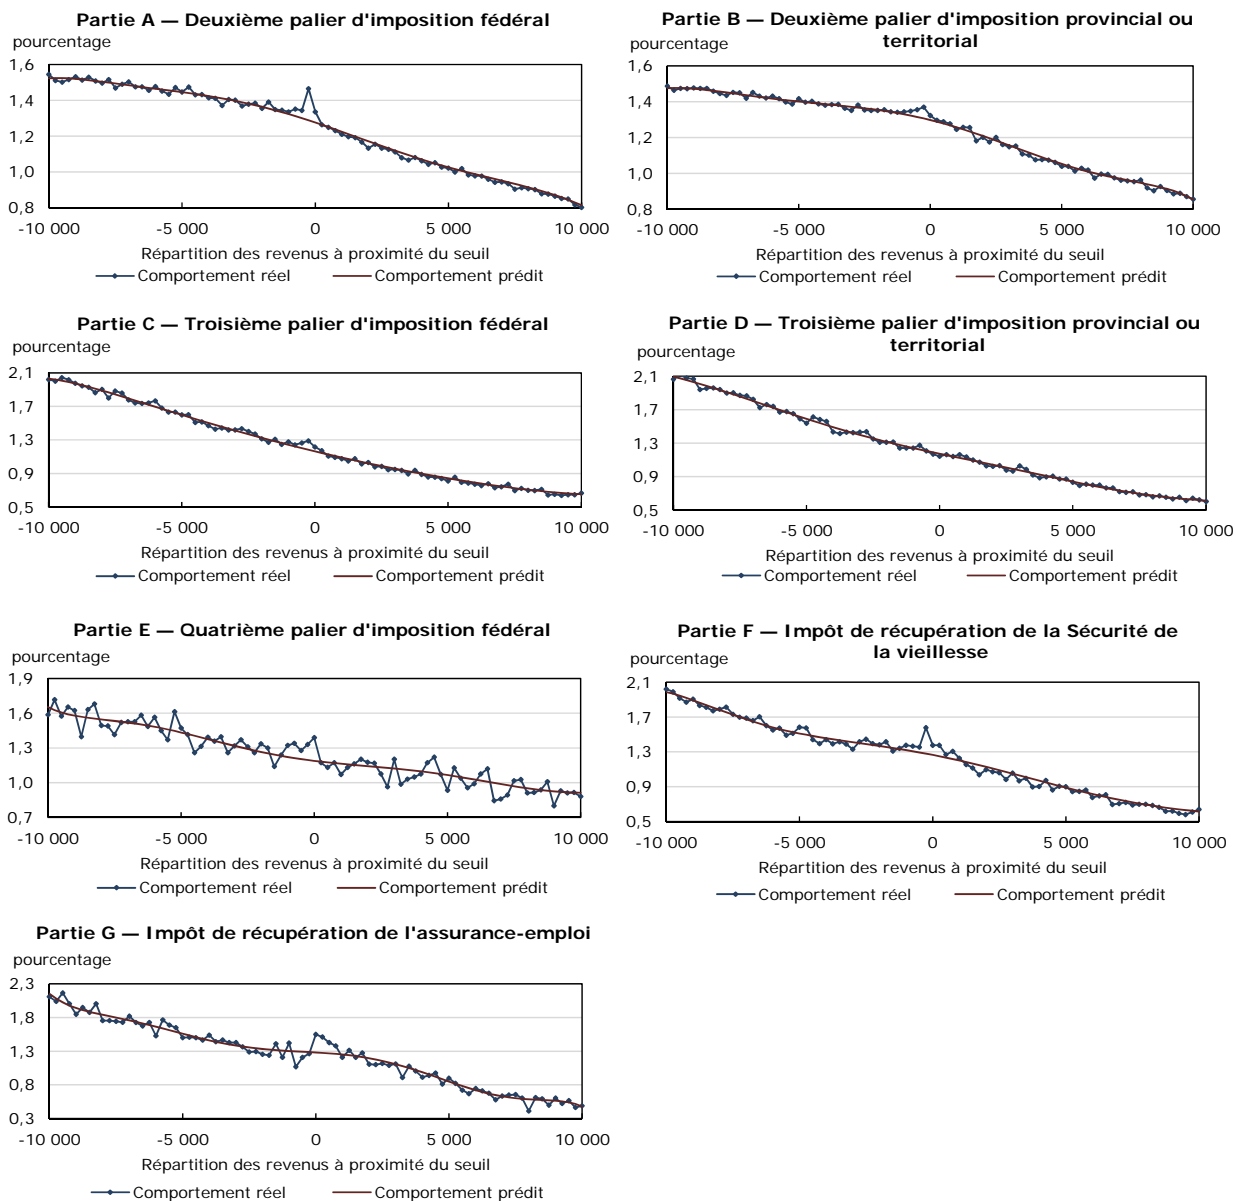 Partie A — Deuxième palier d'imposition fédéral
pourcentage
1,6
1,4
1,2
1,0
0,8
-10 000 -5 000 0 5 000 10 000
Répartition des revenus à proximité du seuil
Comportement réel Comportement prédit
Partie B — Deuxième palier d'imposition provincial ou
territorial
pourcentage
1,6
1,4
1,2
1,0
0,8
-10 000 -5 000 0 5 000 10 000
Répartition des revenus à proximité du seuil
Comportement réel Comportement prédit
Partie C — Troisième palier d'imposition fédéral
pourcentage
2,1
1,7
1,3
0,9
0,5
-10 000 -5 000 0 5 000 10 000
Répartition des revenus à proximité du seuil
Comportement réel Comportement prédit
Partie D — Troisième palier d'imposition provincial ou
territorial
pourcentage
2,1
1,7
1,3
0,9
0,5
-10 000 -5 000 0 5 000 10 000
Répartition des revenus à proximité du seuil
Comportement réel Comportement prédit
Partie E — Quatrième palier d'imposition fédéral
pourcentage
1,9
1,6
1,3
1,0
0,7
-10 000 -5 000 0 5 000 10 000
Répartition des revenus à proximité du seuil
Comportement réel Comportement prédit
Partie F — Impôt de récupération de la Sécurité de
la vieillesse
pourcentage
2,1
1,7
1,3
0,9
0,5
-10 000 -5 000 0 5 000 10 000
Répartition des revenus à proximité du seuil
Comportement réel Comportement prédit
Partie G — Impôt de récupération de l'assurance-emploi
pourcentage
2,3
1,8
1,3
0,8
0,3
-10 000 -5 000 0 5 000 10 000
Répartition des revenus à proximité du seuil
Comportement réel Comportement prédit